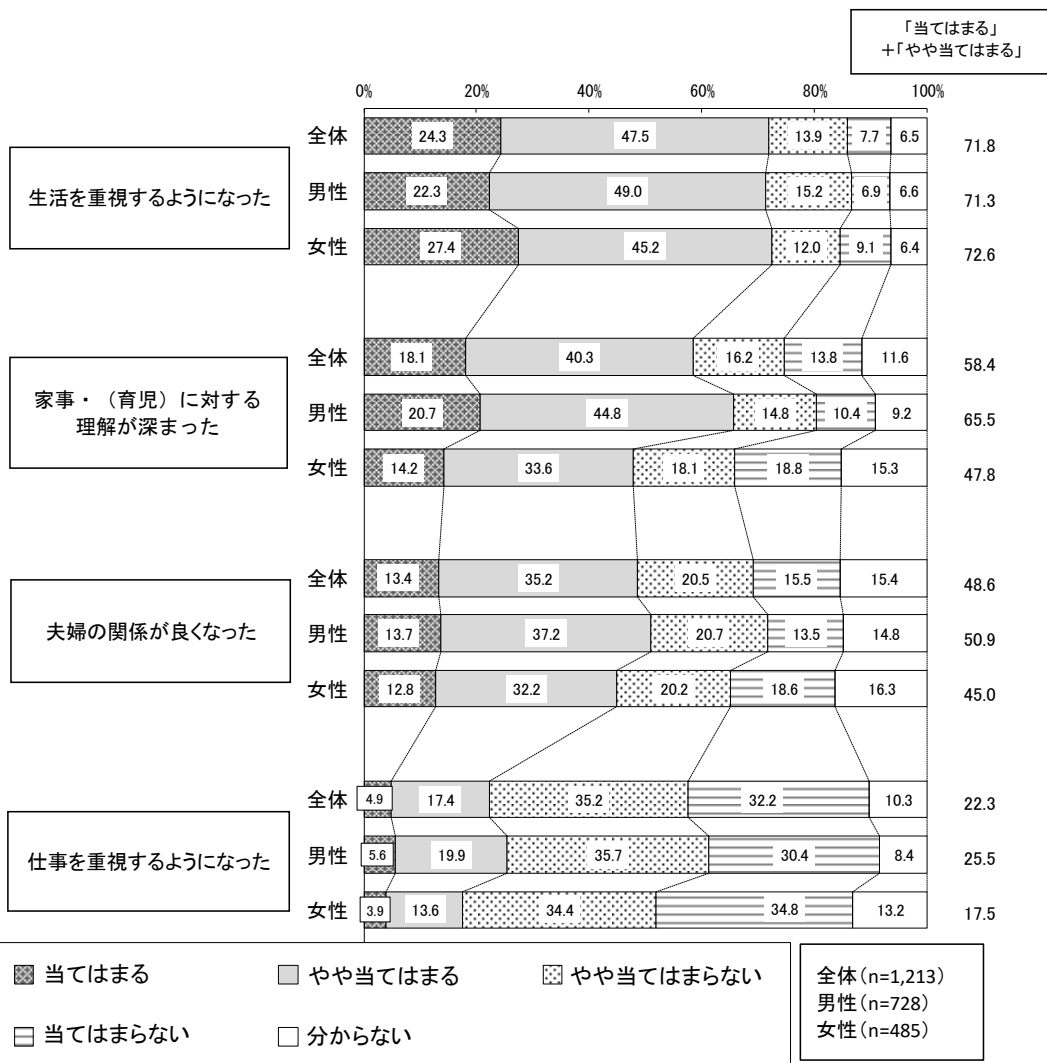 「当てはまる」
＋「やや当てはまる」
0% 20% 40% 60% 80% 100%
生活を重視するようになった
全体 24.3 47.5 13.9 7.7 6.5 71.8
男性 22.3 49.0 15.2 6.9 6.6 71.3
女性 27.4 45.2 12.0 9.1 6.4 72.6
家事・（育児）に対する
理解が深まった
全体 18.1 40.3 16.2 13.8 11.6 58.4
男性 20.7 44.8 14.8 10.4 9.2 65.5
女性 14.2 33.6 18.1 18.8 15.3 47.8
夫婦の関係が良くなった
全体 13.4 35.2 20.5 15.5 15.4 48.6
男性 13.7 37.2 20.7 13.5 14.8 50.9
女性 12.8 32.2 20.2 18.6 16.3 45.0
仕事を重視するようになった
全体 4.9 17.4 35.2 32.2 10.3 22.3
男性 5.6 19.9 35.7 30.4 8.4 25.5
女性 3.9 13.6 34.4 34.8 13.2 17.5
当てはまる やや当てはまる やや当てはまらない
当てはまらない 分からない
全体（n=1,213）
男性（n=728）
女性（n=485）